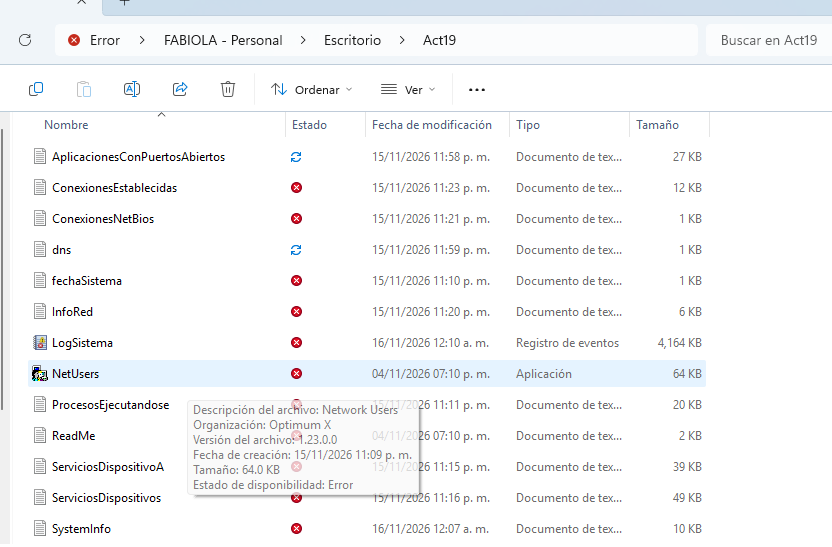 Error > FABIOLA - Personal > Escritorio > Act19
Buscar en Act19
Ordenar
Ver
Nombre Estado Fecha de modificación Tipo Tamaño
AplicacionesConPuertosAbiertos 15/11/2026 11:58 p. m. Documento de tex... 27 KB
ConexionesEstablecidas 15/11/2026 11:23 p. m. Documento de tex... 12 KB
ConexionesNetBios 15/11/2026 11:21 p. m. Documento de tex... 1 KB
dns 15/11/2026 11:59 p. m. Documento de tex... 1 KB
fechaSistema 15/11/2026 11:10 p. m. Documento de tex... 1 KB
InfoRed 15/11/2026 11:20 p. m. Documento de tex... 6 KB
LogSistema 16/11/2026 12:10 a. m. Registro de eventos 4,164 KB
NetUsers 04/11/2026 07:10 p. m. Aplicación 64 KB
ProcesosEjecutandose 15/11/2026 11:11 p. m. Documento de tex... 20 KB
ReadMe 04/11/2026 07:10 p. m. Documento de tex... 2 KB
ServiciosDispositivoA 15/11/2026 11:15 p. m. Documento de tex... 39 KB
ServiciosDispositivos 15/11/2026 11:16 p. m. Documento de tex... 49 KB
SystemInfo 16/11/2026 12:07 a. m. Documento de tex... 10 KB
Descripción del archivo: Network Users
Organización: Optimum X
Versión del archivo: 1.23.0.0
Fecha de creación: 15/11/2026 11:09 p. m.
Tamaño: 64.0 KB
Estado de disponibilidad: Error